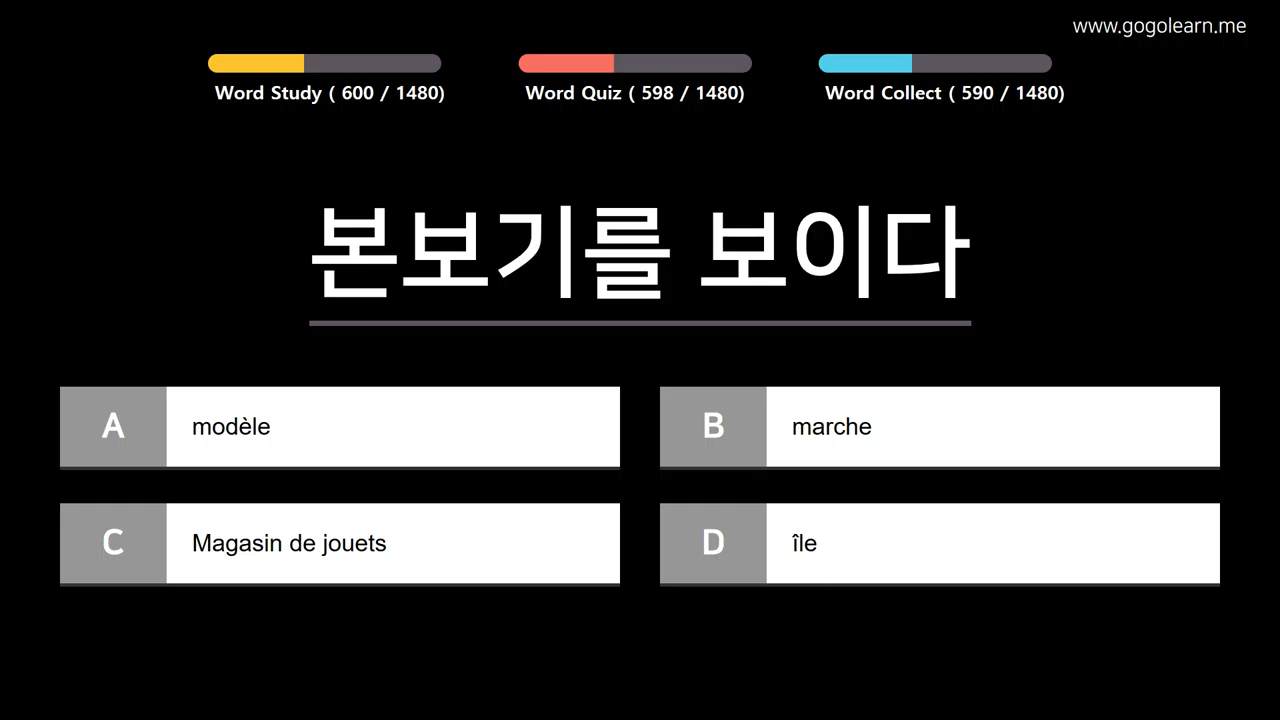 www.gogolearn.me
Word Study ( 600 / 1480)
Word Quiz ( 598 / 1480)
Word Collect ( 590 / 1480)
본보기를 보이다
A modèle
B marche
C Magasin de jouets
D île